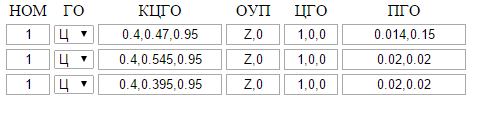 НОМ ГО КЦГО ОУП ЦГО ПГО
1 Ц 0.4,0.47,0.95 Z,0 1,0,0 0.014,0.15
1 Ц 0.4,0.545,0.95 Z,0 1,0,0 0.02,0.02
1 Ц 0.4,0.395,0.95 Z,0 1,0,0 0.02,0.02